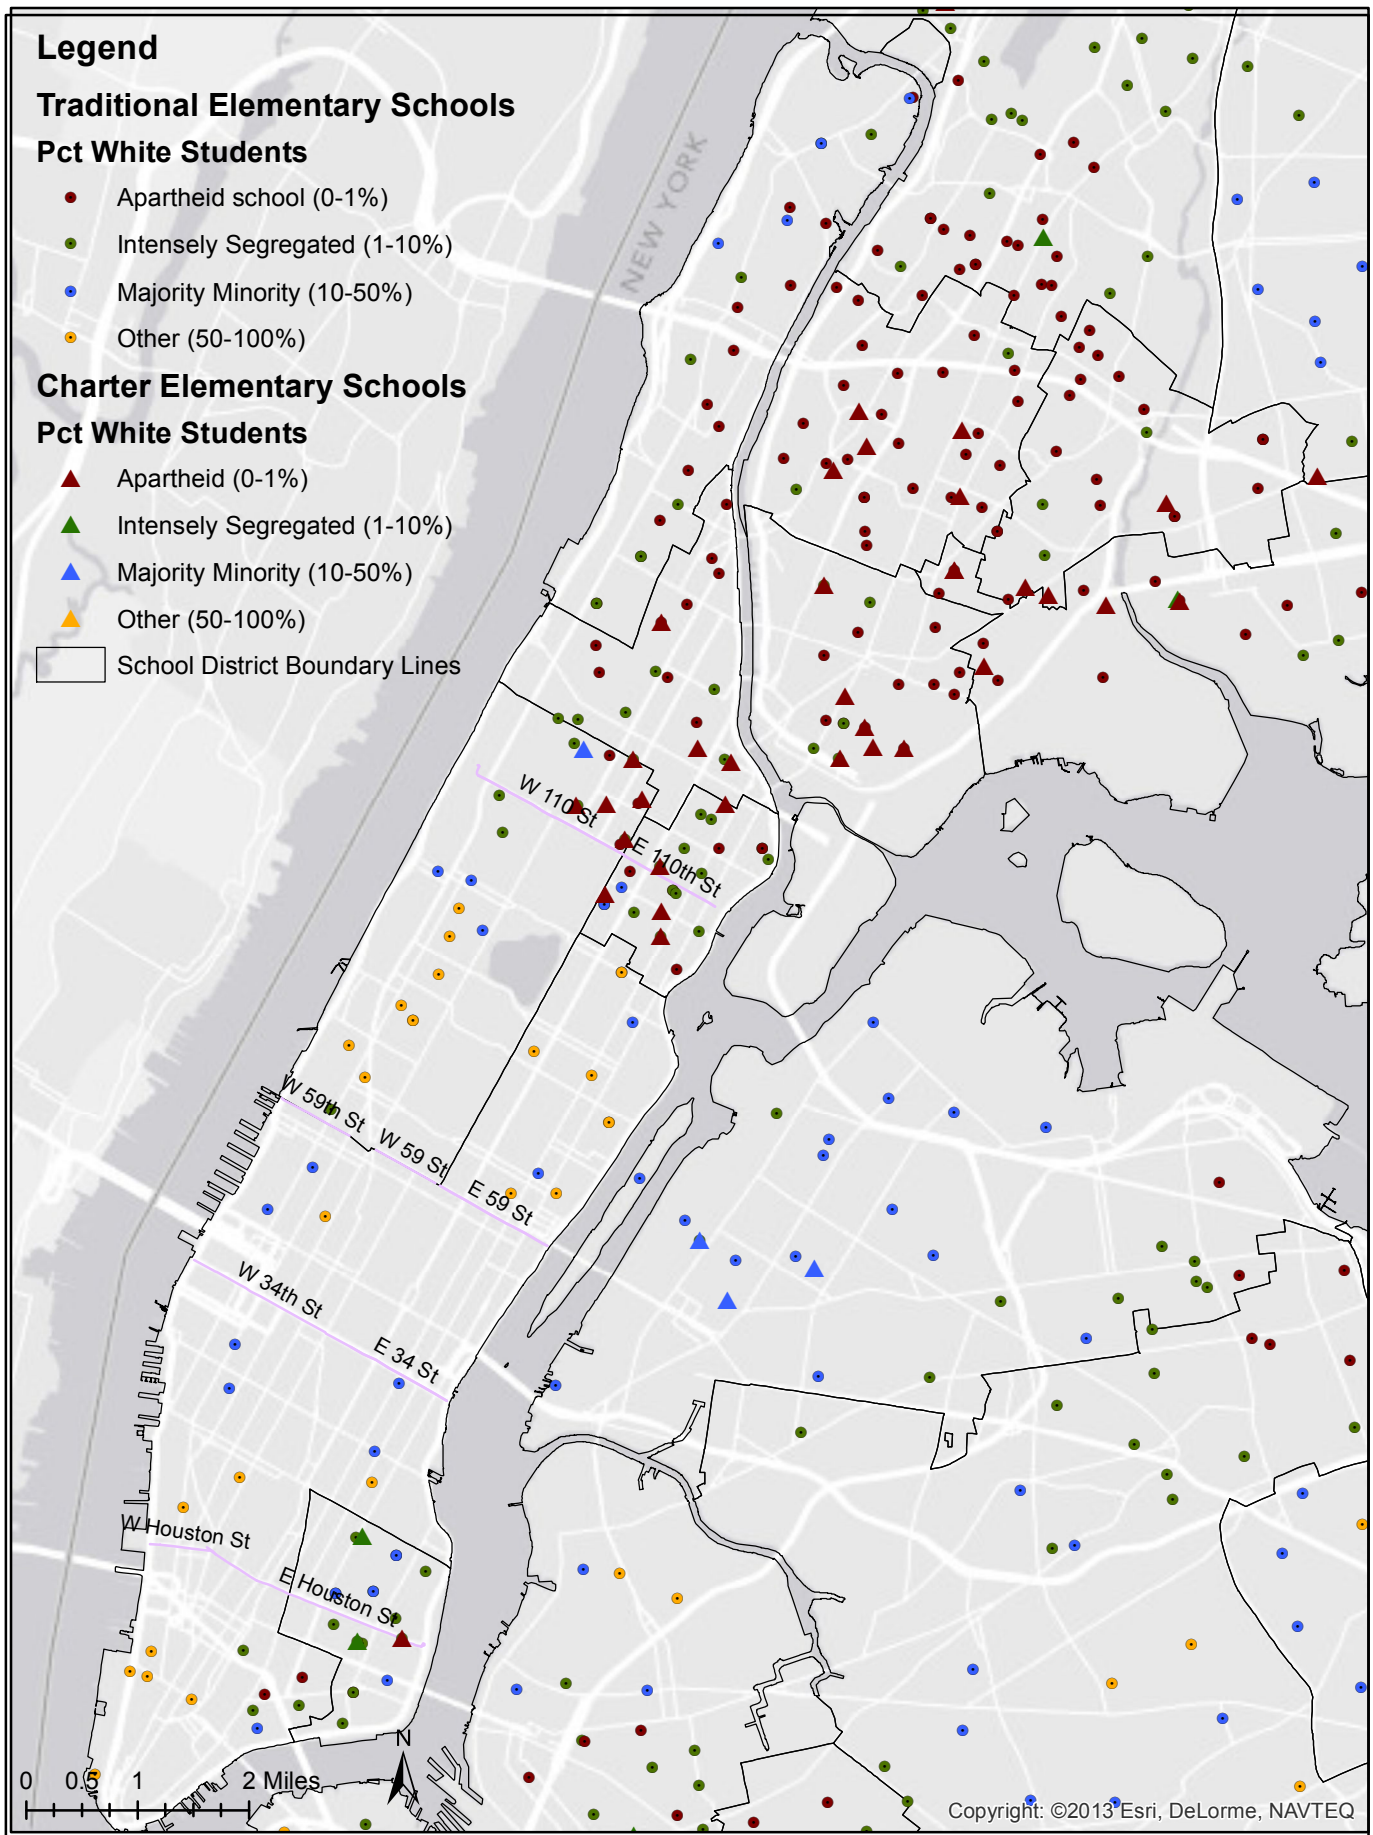 Legend
Traditional Elementary Schools
Pct White Students
Apartheid school (0-1%)
Intensely Segregated (1-10%)
Majority Minority (10-50%)
Other (50-100%)
Charter Elementary Schools
Pct White Students
Apartheid (0-1%)
Intensely Segregated (1-10%)
Majority Minority (10-50%)
Other (50-100%)
School District Boundary Lines
NEW YORK
W 110 St
E 110th St
W 59th St
W 59 St
E 59 St
W 34th St
E 34 St
W Houston St
E Houston St
N
0 0.5 1 2 Miles
Copyright: ©2013 Esri, DeLorme, NAVTEQ